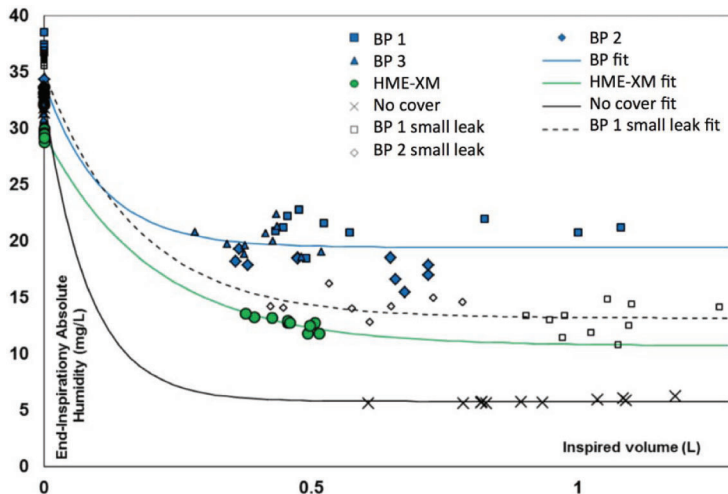 40
35
30
25
20
15
10
5
0
End-Inspirationy Absolute
Humidity (mg/L)
BP 1
BP 2
BP 3
BP fit
HME-XM
HME-XM fit
No cover
No cover fit
BP 1 small leak
BP 1 small leak fit
BP 2 small leak
Inspired volume (L)
0
0.5
1